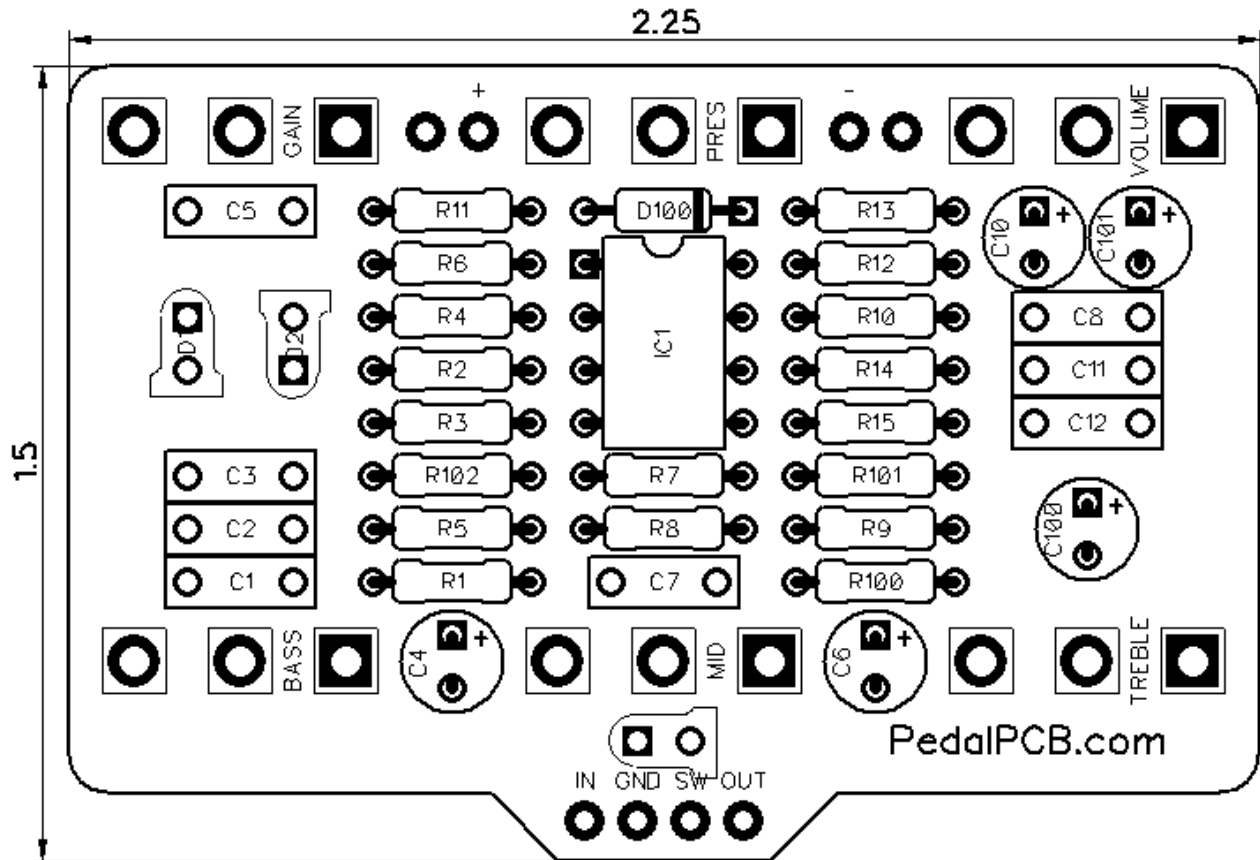 2.25
+ -
GAIN PRES VOLUME
C5 R11 D100 R13 C10 + C101 +
R6 R12
D1 D2 R4 IC1 R10 C8
R2 R14 C11
R3 R15 C12
1.5
C3 R102 R7 R101
C2 R5 R8 R9 C100 +
C1 R1 C7 R100
BASS C4 + MID C6 + TREBLE
PedalPCB.com
IN GND SW OUT